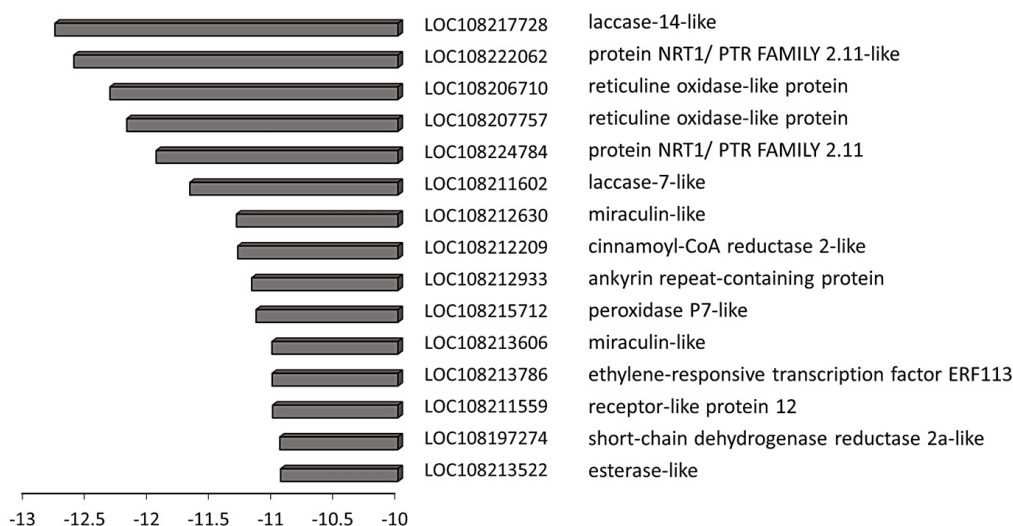 LOC108217728 laccase-14-like
LOC108222062 protein NRT1/ PTR FAMILY 2.11-like
LOC108206710 reticuline oxidase-like protein
LOC108207757 reticuline oxidase-like protein
LOC108224784 protein NRT1/ PTR FAMILY 2.11
LOC108211602 laccase-7-like
LOC108212630 miraculin-like
LOC108212209 cinnamoyl-CoA reductase 2-like
LOC108212933 ankyrin repeat-containing protein
LOC108215712 peroxidase P7-like
LOC108213606 miraculin-like
LOC108213786 ethylene-responsive transcription factor ERF113
LOC108211559 receptor-like protein 12
LOC108197274 short-chain dehydrogenase reductase 2a-like
LOC108213522 esterase-like
-13 -12.5 -12 -11.5 -11 -10.5 -10